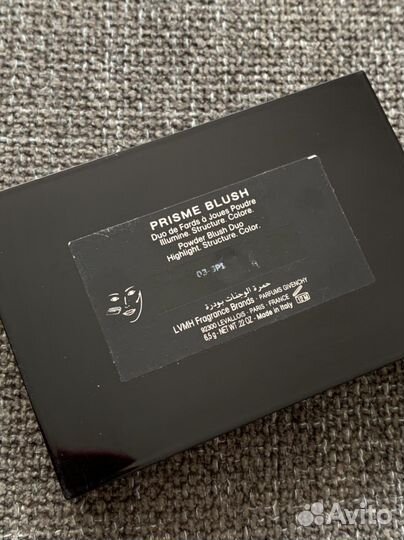 PRISME BLUSH
Duo de Fards à Joues Poudre
Illumine. Structure. Colore.
Powder Blush Duo
Highlight. Structure. Color.
حمرة الوجنات بودرة
LVMH Fragrance Brands - PARFUMS GIVENCHY
92300 LEVALLOIS - PARIS - FRANCE
6.5 g - NET WT. .22 OZ - Made in Italy
12M
Avito